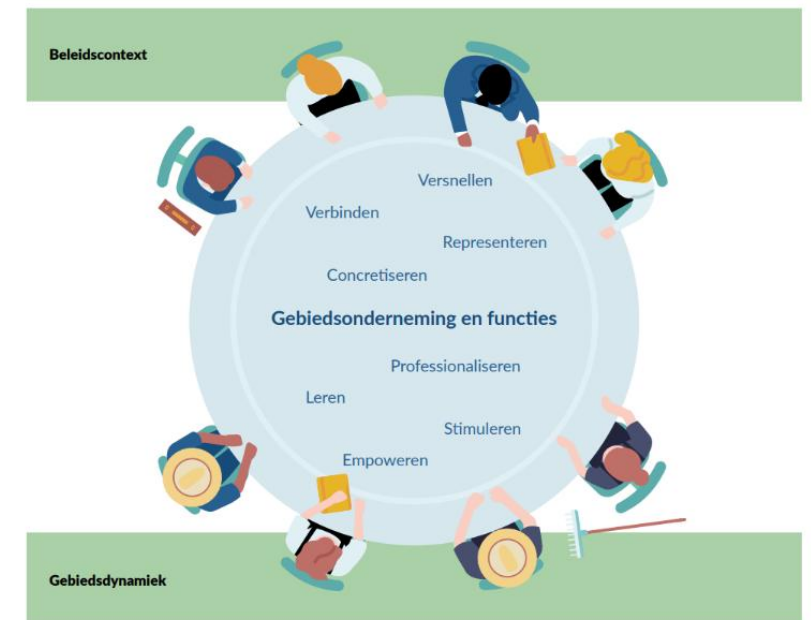 Beleidscontext
Versnellen
Verbinden
Representeren
Concretiseren
Gebiedsonderneming en functies
Professionaliseren
Leren
Stimuleren
Empoweren
Gebiedsdynamiek